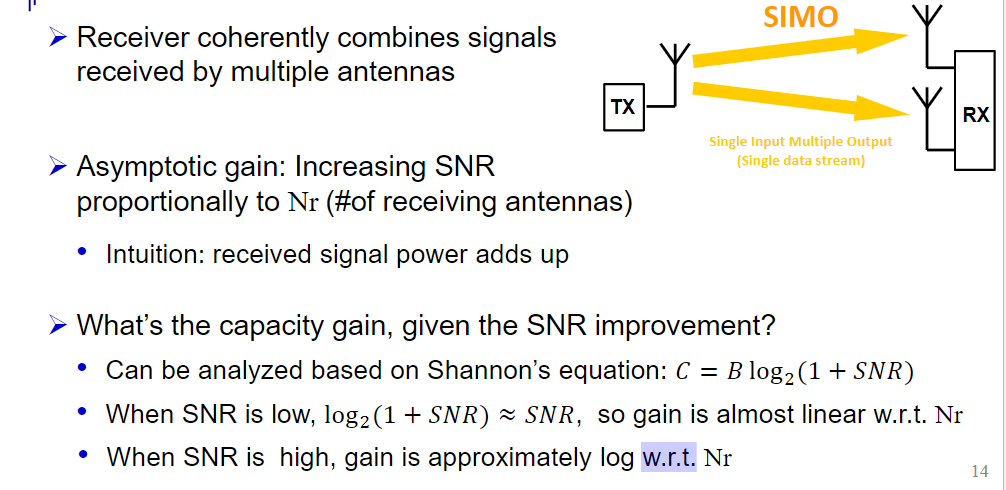 Receiver coherently combines signals
received by multiple antennas
SIMO
TX
RX
Single Input Multiple Output
(Single data stream)
Asymptotic gain: Increasing SNR
proportionally to Nr (#of receiving antennas)
Intuition: received signal power adds up
What's the capacity gain, given the SNR improvement?
Can be analyzed based on Shannon's equation: C = B log₂(1 + SNR)
When SNR is low, log₂(1 + SNR) ≈ SNR, so gain is almost linear w.r.t. Nr
When SNR is high, gain is approximately log w.r.t. Nr
14